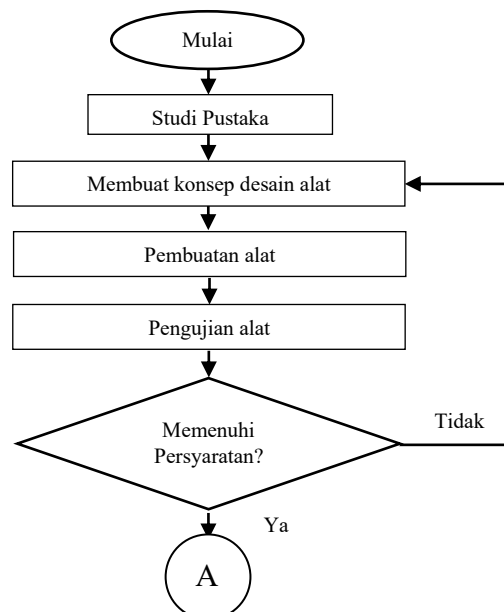 Mulai
Studi Pustaka
Membuat konsep desain alat
Pembuatan alat
Pengujian alat
Memenuhi
Persyaratan?
Tidak
Ya
A